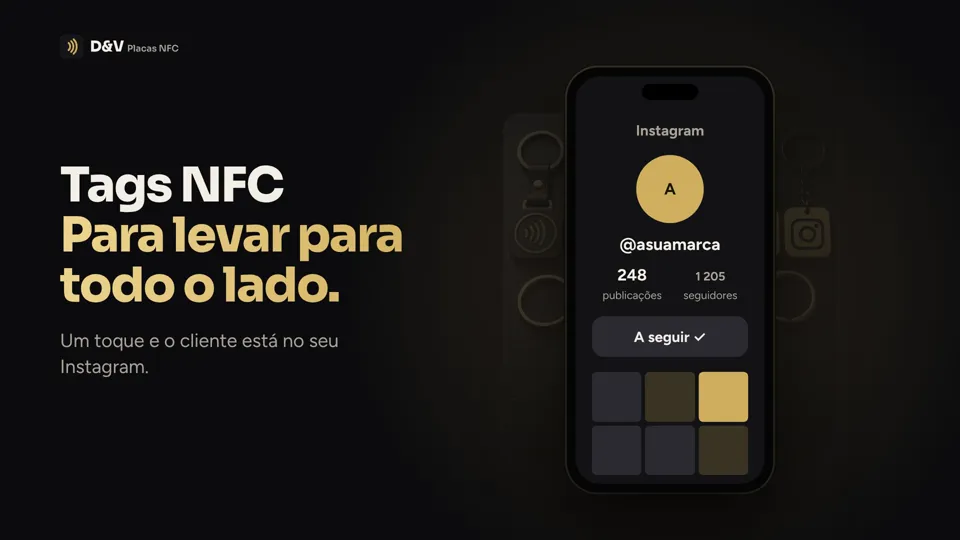 D&V Placas NFC
Tags NFC
Para levar para
todo o lado.
Um toque e o cliente está no seu
Instagram.
Instagram
A
@asuamarca
248 1 205
publicações seguidores
A seguir ✓